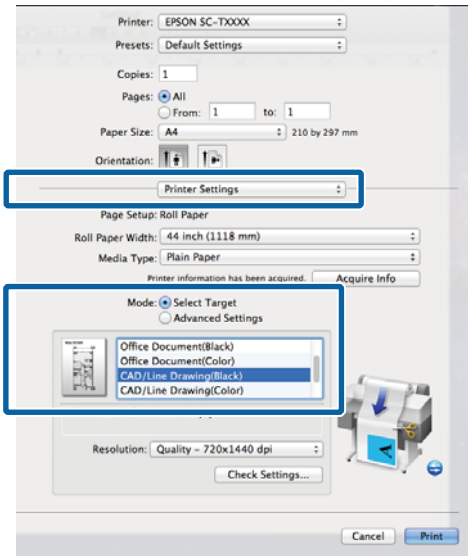 Printer: EPSON SC-TXXXX
Presets: Default Settings
Copies: 1
Pages: All
From: 1 to: 1
Paper Size: A4 210 by 297 mm
Orientation:
Printer Settings
Page Setup: Roll Paper
Roll Paper Width: 44 inch (1118 mm)
Media Type: Plain Paper
Printer information has been acquired. Acquire Info
Mode: Select Target
Advanced Settings
Office Document(Black)
Office Document(Color)
CAD/Line Drawing(Black)
CAD/Line Drawing(Color)
Resolution: Quality – 720x1440 dpi
Check Settings...
Cancel Print